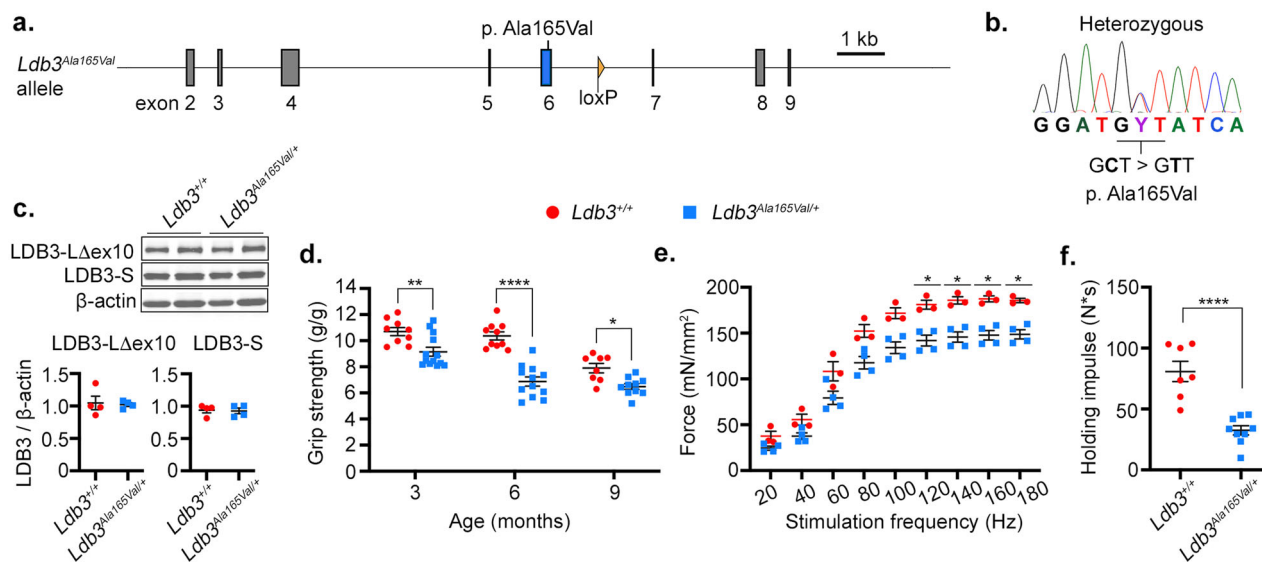 a.
p. Ala165Val
Ldb3Ala165Val
allele
exon 2 3 4 5 6 7 8 9
loxP
1 kb
b.
Heterozygous
G G A T G Y T A T C A
GCT > GTT
p. Ala165Val
c.
Ldb3+/+
Ldb3Ala165Val/+
LDB3-LΔex10
LDB3-S
β-actin
LDB3-LΔex10
LDB3-S
LDB3 / β-actin
1.5
1.0
0.5
0
1.5
1.0
0.5
0
Ldb3+/+
Ldb3Ala165Val/+
Ldb3+/+
Ldb3Ala165Val/+
Ldb3+/+
Ldb3Ala165Val/+
d.
Grip strength (g/g)
14
12
10
8
6
4
2
0
**
****
*
3 6 9
Age (months)
e.
Force (mN/mm²)
200
150
100
50
0
* * * *
20 40 60 80 100 120 140 160 180
Stimulation frequency (Hz)
f.
Holding impulse (N*s)
150
100
50
0
****
Ldb3+/+
Ldb3Ala165Val/+